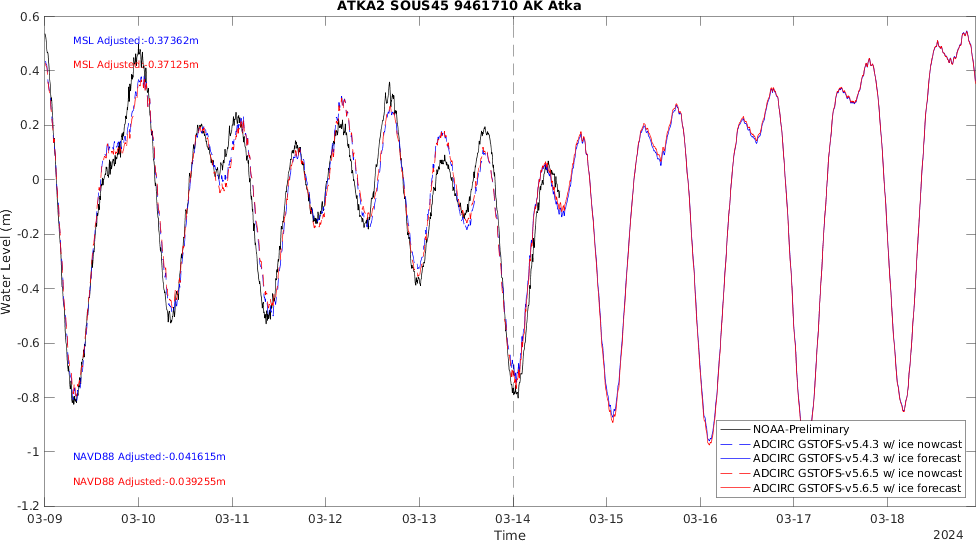 ATKA2 SOUS45 9461710 AK Atka
MSL Adjusted:-0.37362m
MSL Adjusted:-0.37125m
NAVD88 Adjusted:-0.041615m
NAVD88 Adjusted:-0.039255m
Water Level (m)
0.6
0.4
0.2
0
-0.2
-0.4
-0.6
-0.8
-1
-1.2
NOAA-Preliminary
ADCIRC GSTOFS-v5.4.3 w/ ice nowcast
ADCIRC GSTOFS-v5.4.3 w/ ice forecast
ADCIRC GSTOFS-v5.6.5 w/ ice nowcast
ADCIRC GSTOFS-v5.6.5 w/ ice forecast
03-09 03-10 03-11 03-12 03-13 03-14 03-15 03-16 03-17 03-18
Time
2024